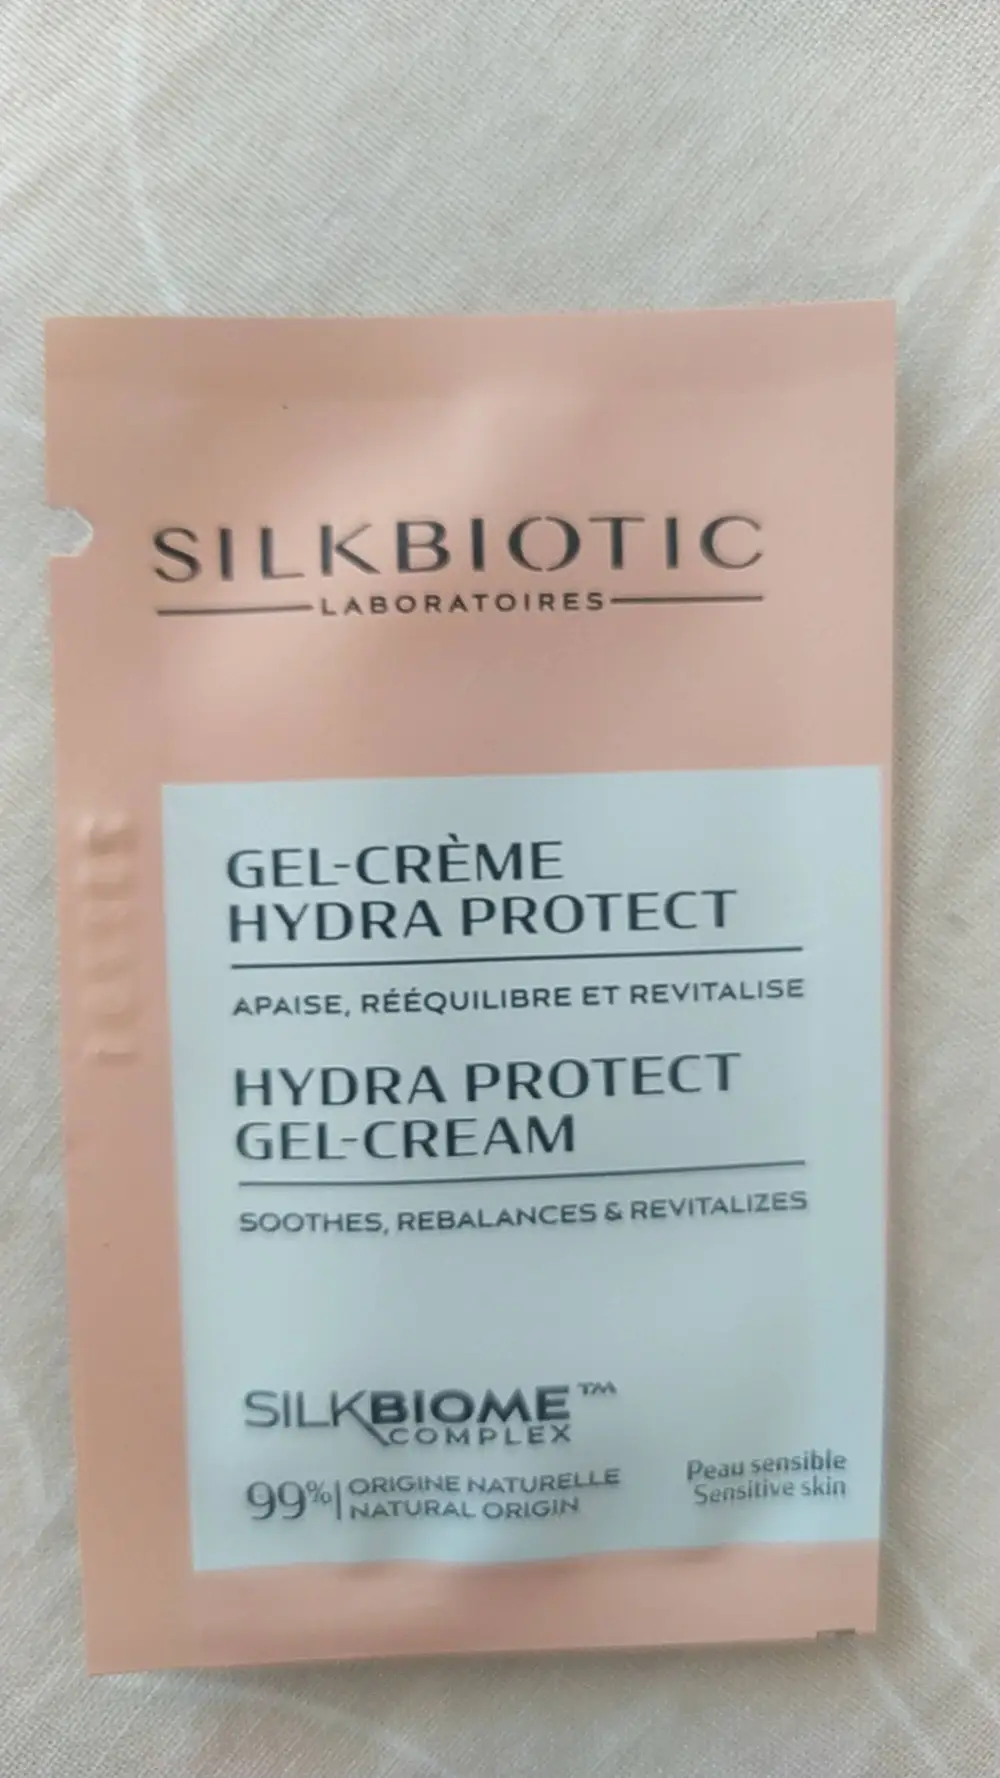 SILKBIOTIC
LABORATOIRES
GEL-CRÈME
HYDRA PROTECT
APAISE, RÉÉQUILIBRE ET REVITALISE
HYDRA PROTECT
GEL-CREAM
SOOTHES, REBALANCES & REVITALIZES
SILKBIOME™
COMPLEX
99% ORIGINE NATURELLE
NATURAL ORIGIN
Peau sensible
Sensitive skin